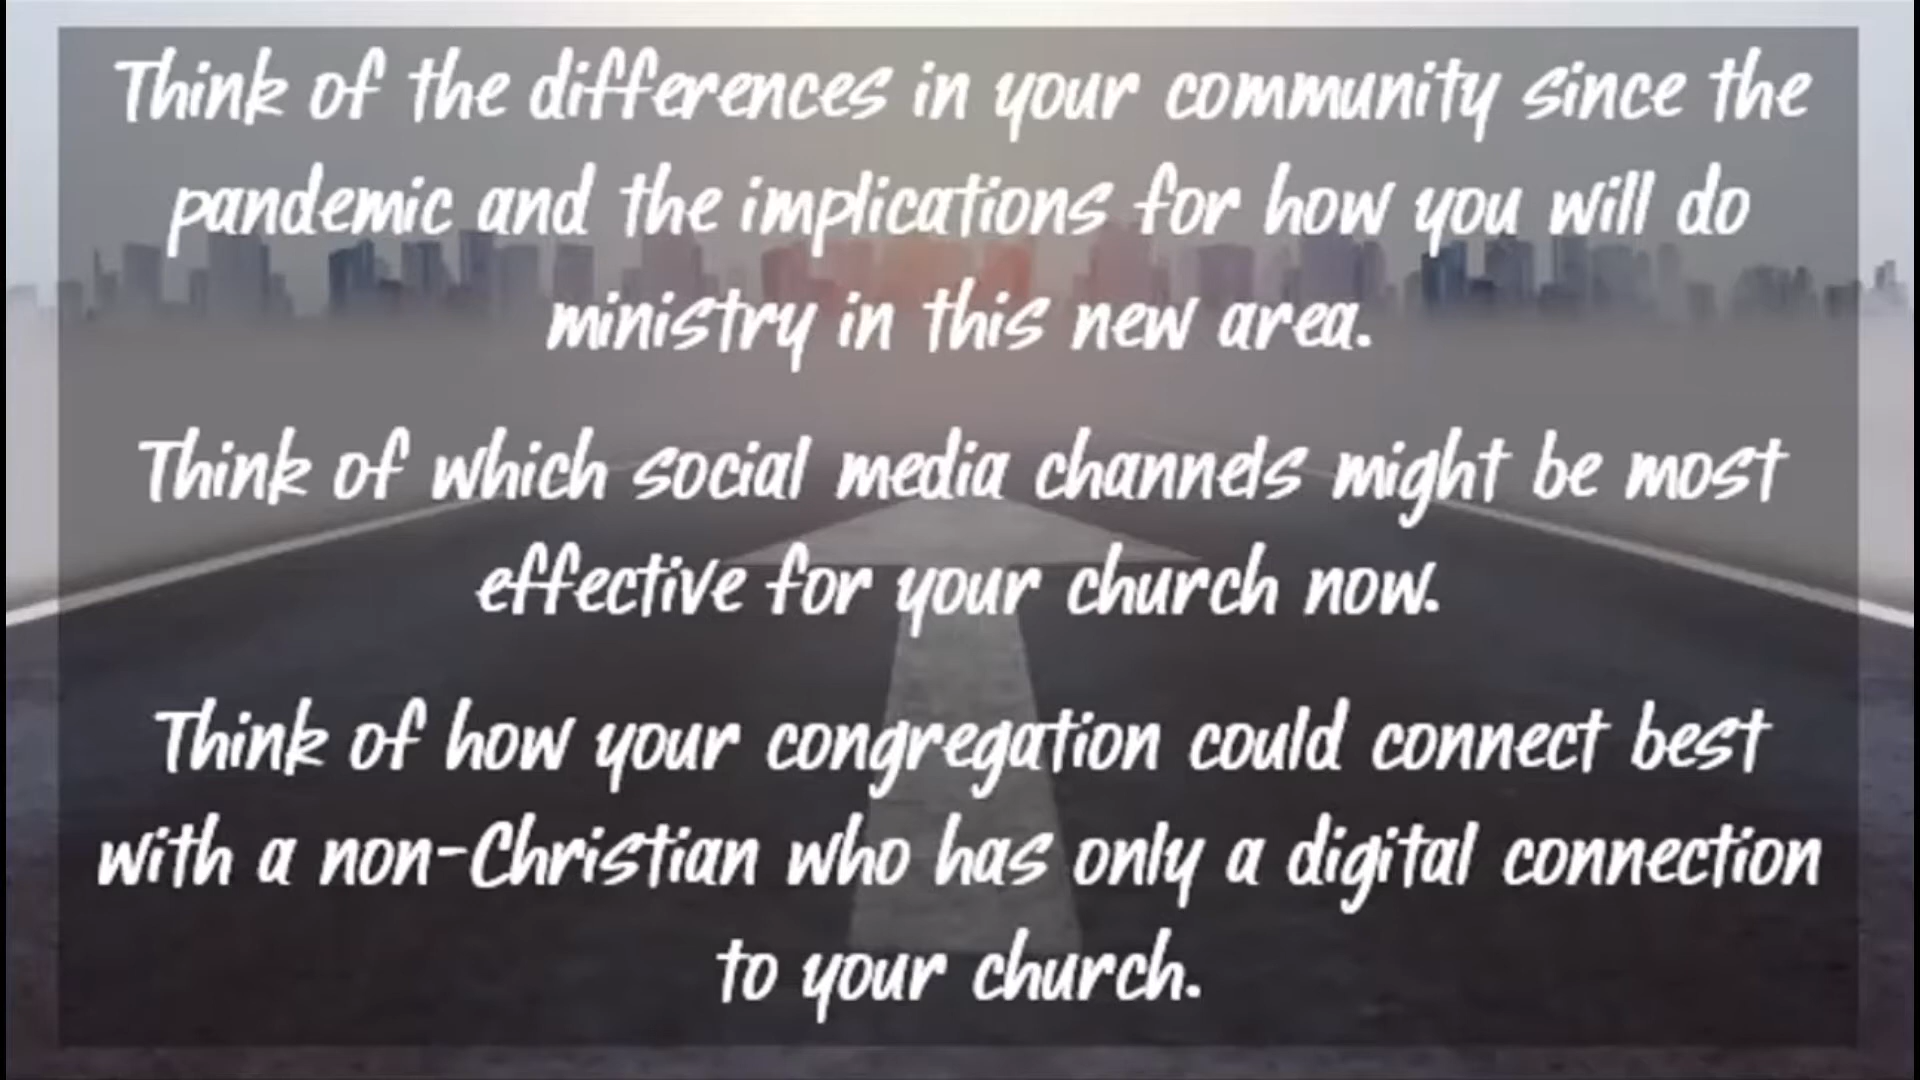 Think of the differences in your community since the
pandemic and the implications for how you will do
ministry in this new area.
Think of which social media channels might be most
effective for your church now.
Think of how your congregation could connect best
with a non-Christian who has only a digital connection
to your church.